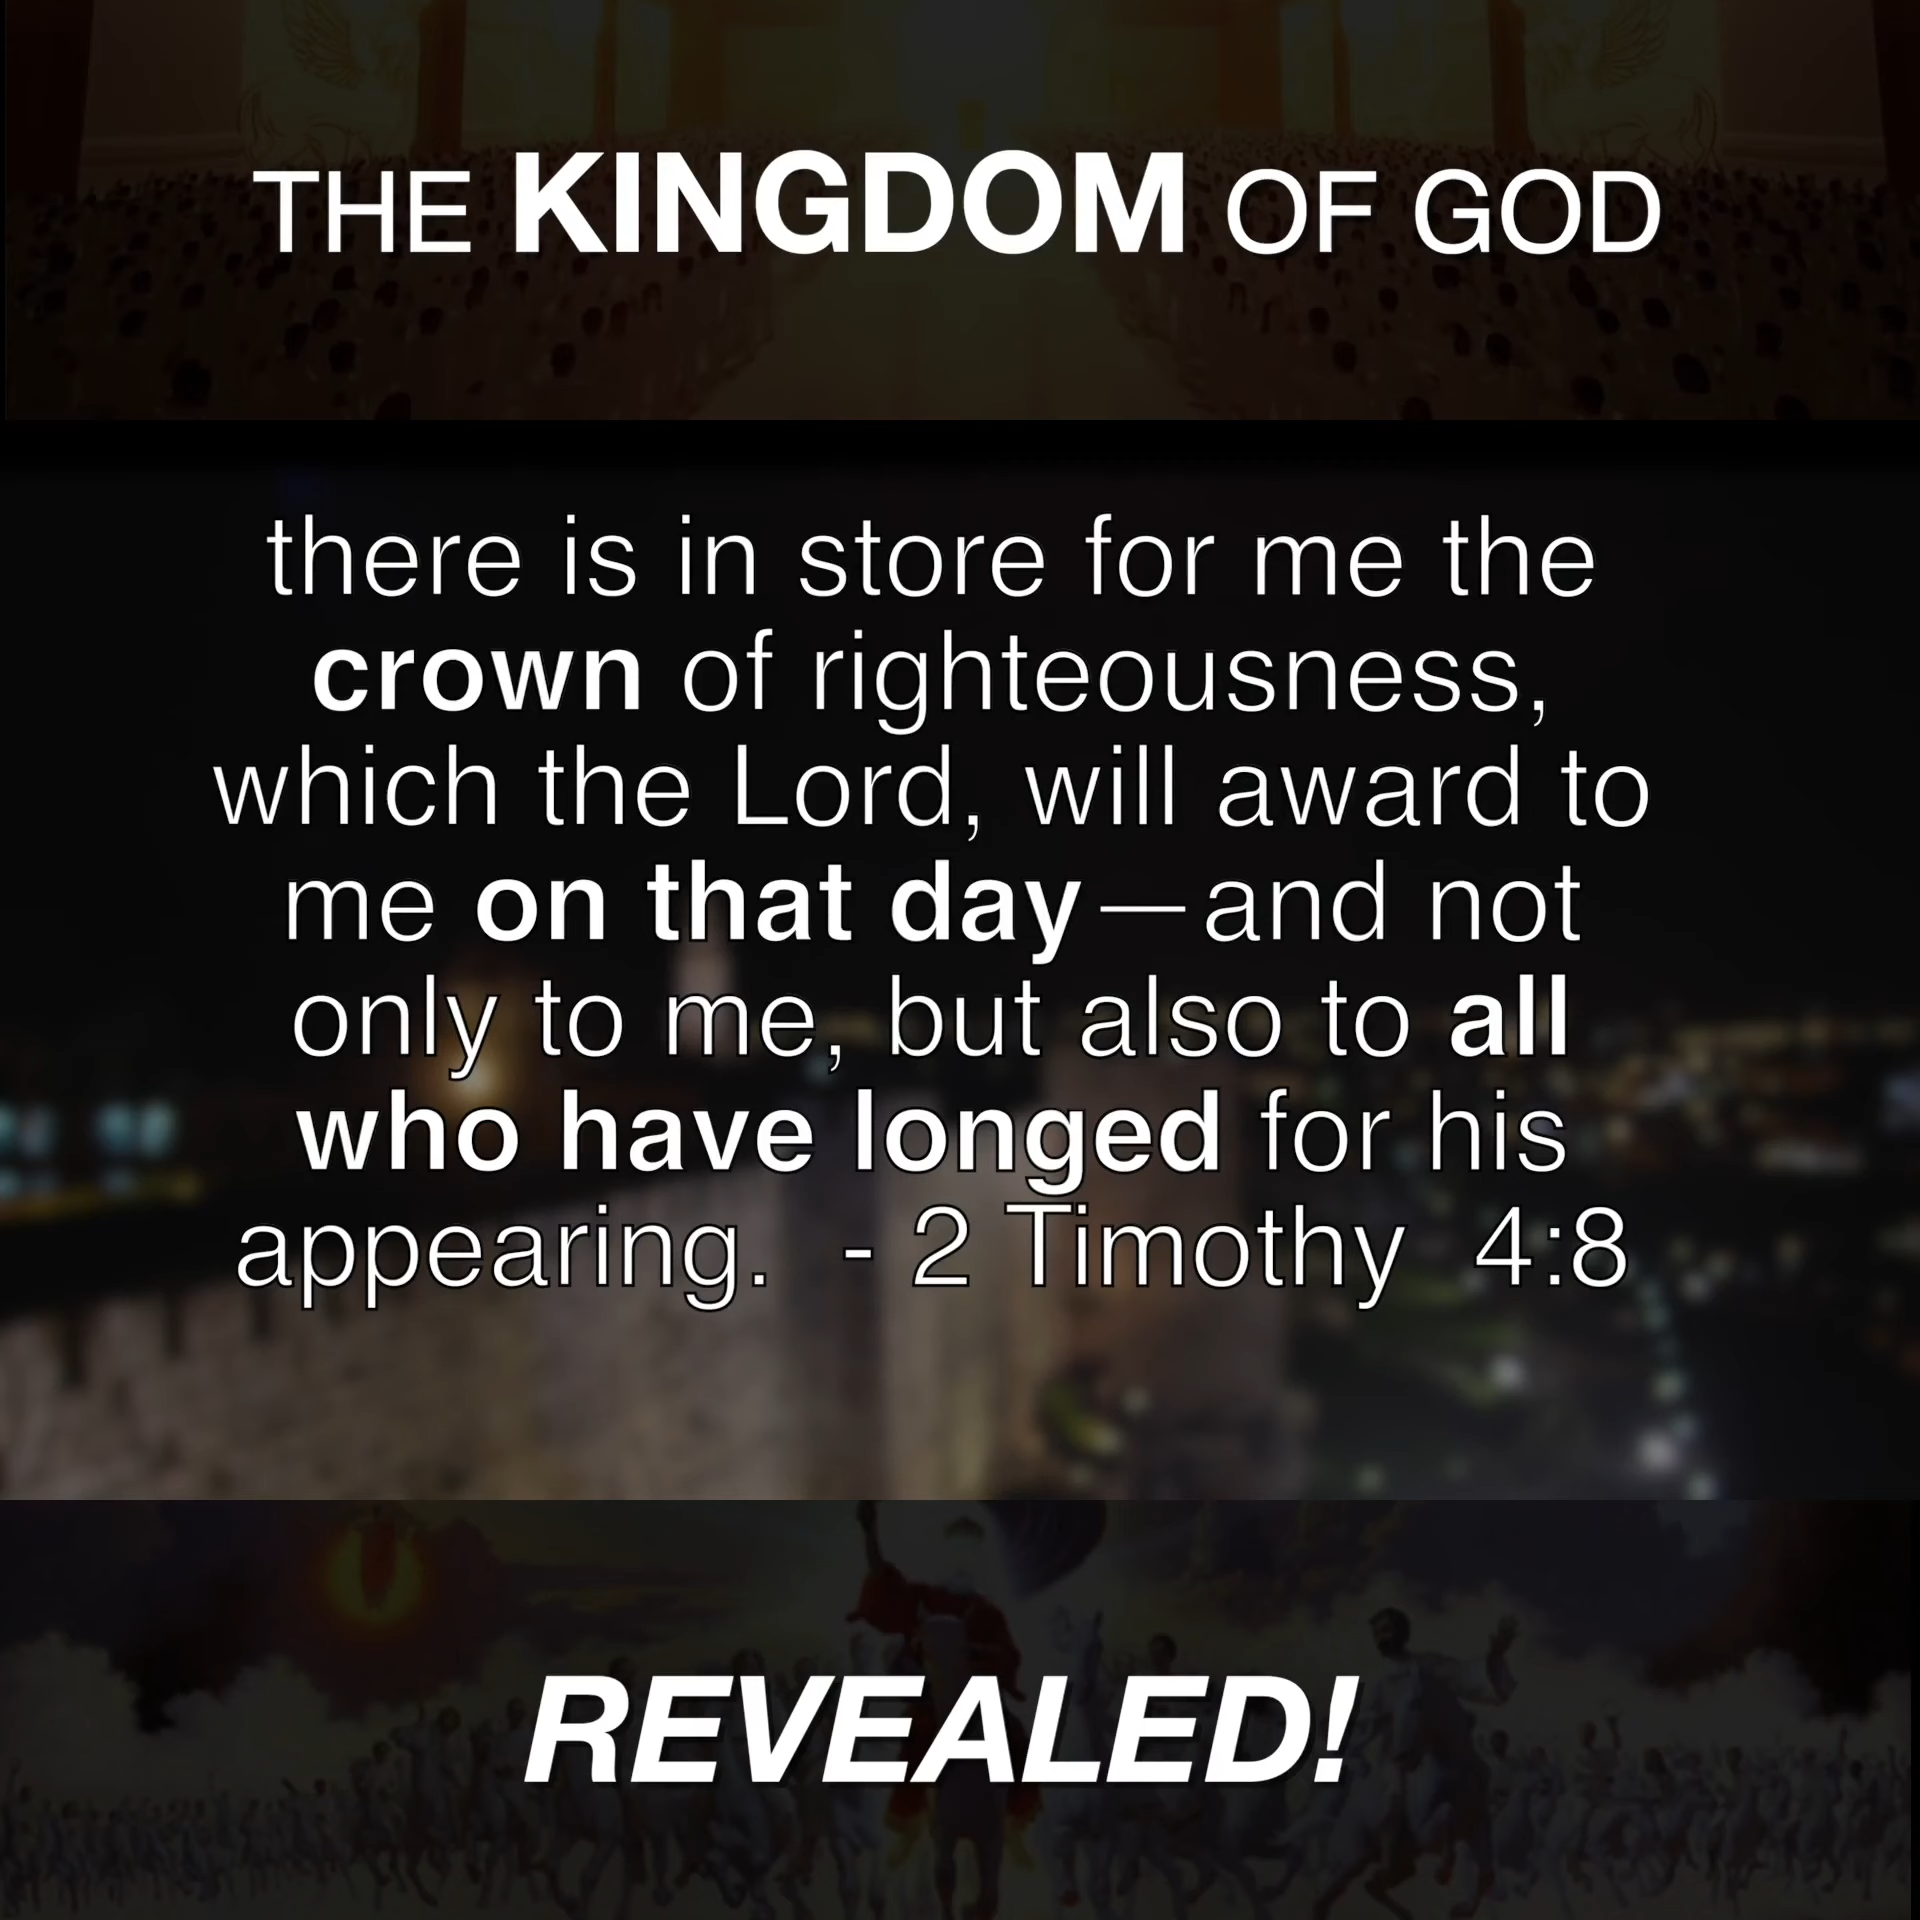 THE KINGDOM OF GOD
there is in store for me the
crown of righteousness,
which the Lord, will award to
me on that day—and not
only to me, but also to all
who have longed for his
appearing.  - 2 Timothy  4:8
REVEALED!